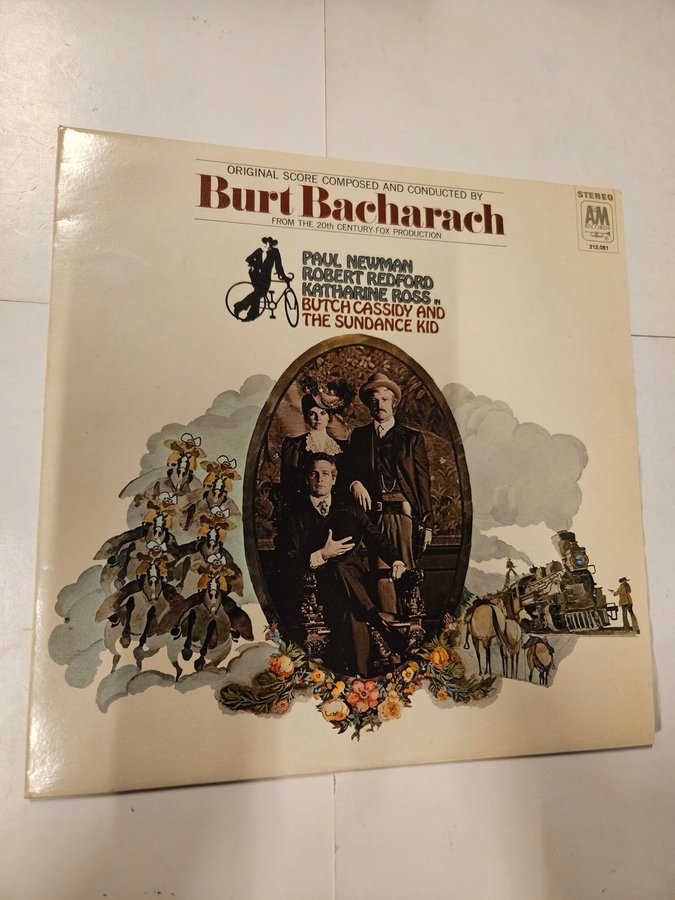 ORIGINAL SCORE COMPOSED AND CONDUCTED BY
Burt Bacharach
FROM THE 20th CENTURY-FOX PRODUCTION
STEREO
A&M
RECORDS
212.081
PAUL NEWMAN
ROBERT REDFORD
KATHARINE ROSS IN
BUTCH CASSIDY AND
THE SUNDANCE KID